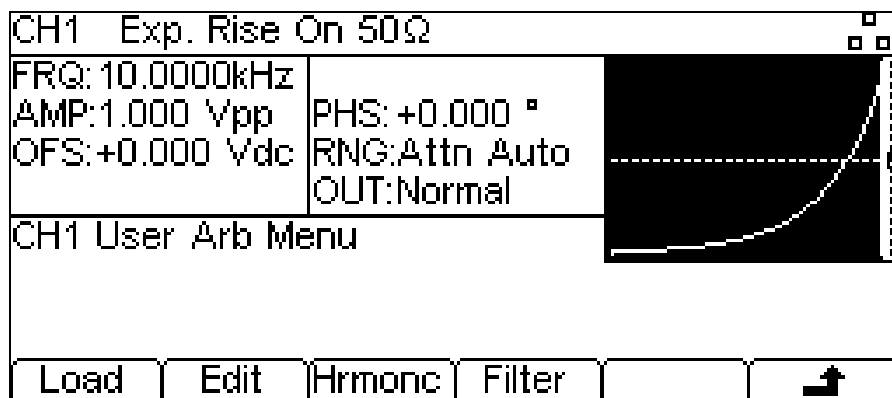 CH1 Exp. Rise On 50Ω
FRQ:10.0000kHz
AMP:1.000 Vpp
OFS:+0.000 Vdc
PHS:+0.000 °
RNG:Attn Auto
OUT:Normal
CH1 User Arb Menu
Load Edit Hrmonc Filter